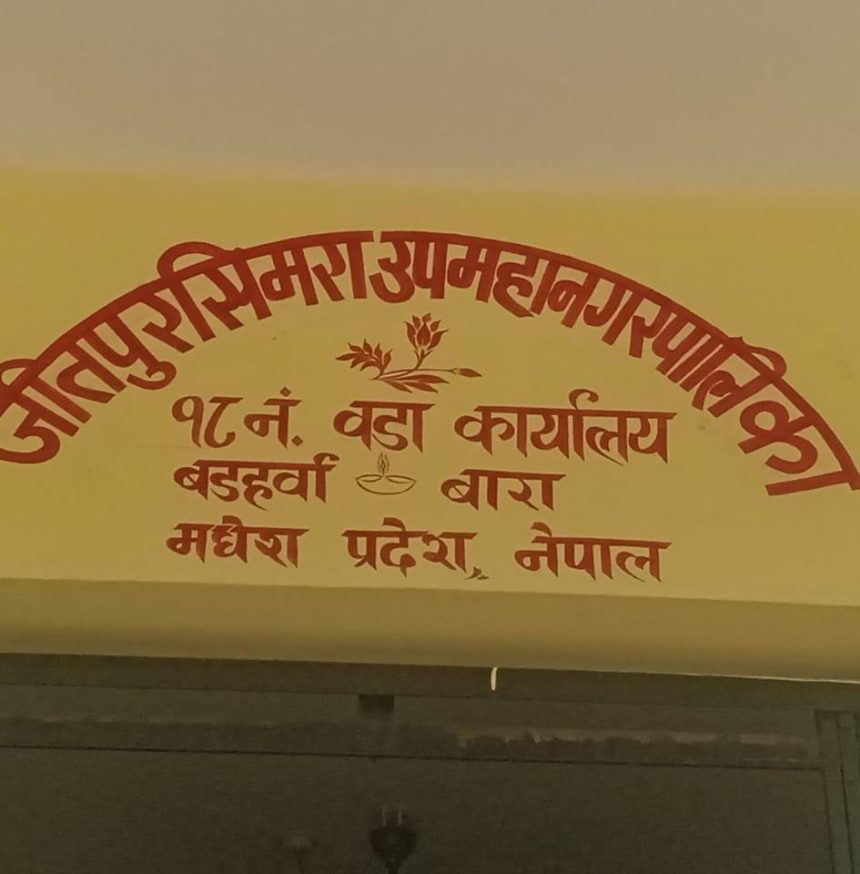 जीतपुरसिमरा उपमहानगरपालिका
१८ नं. वडा कार्यालय
बडहर्वा बारा
मधेश प्रदेश, नेपाल